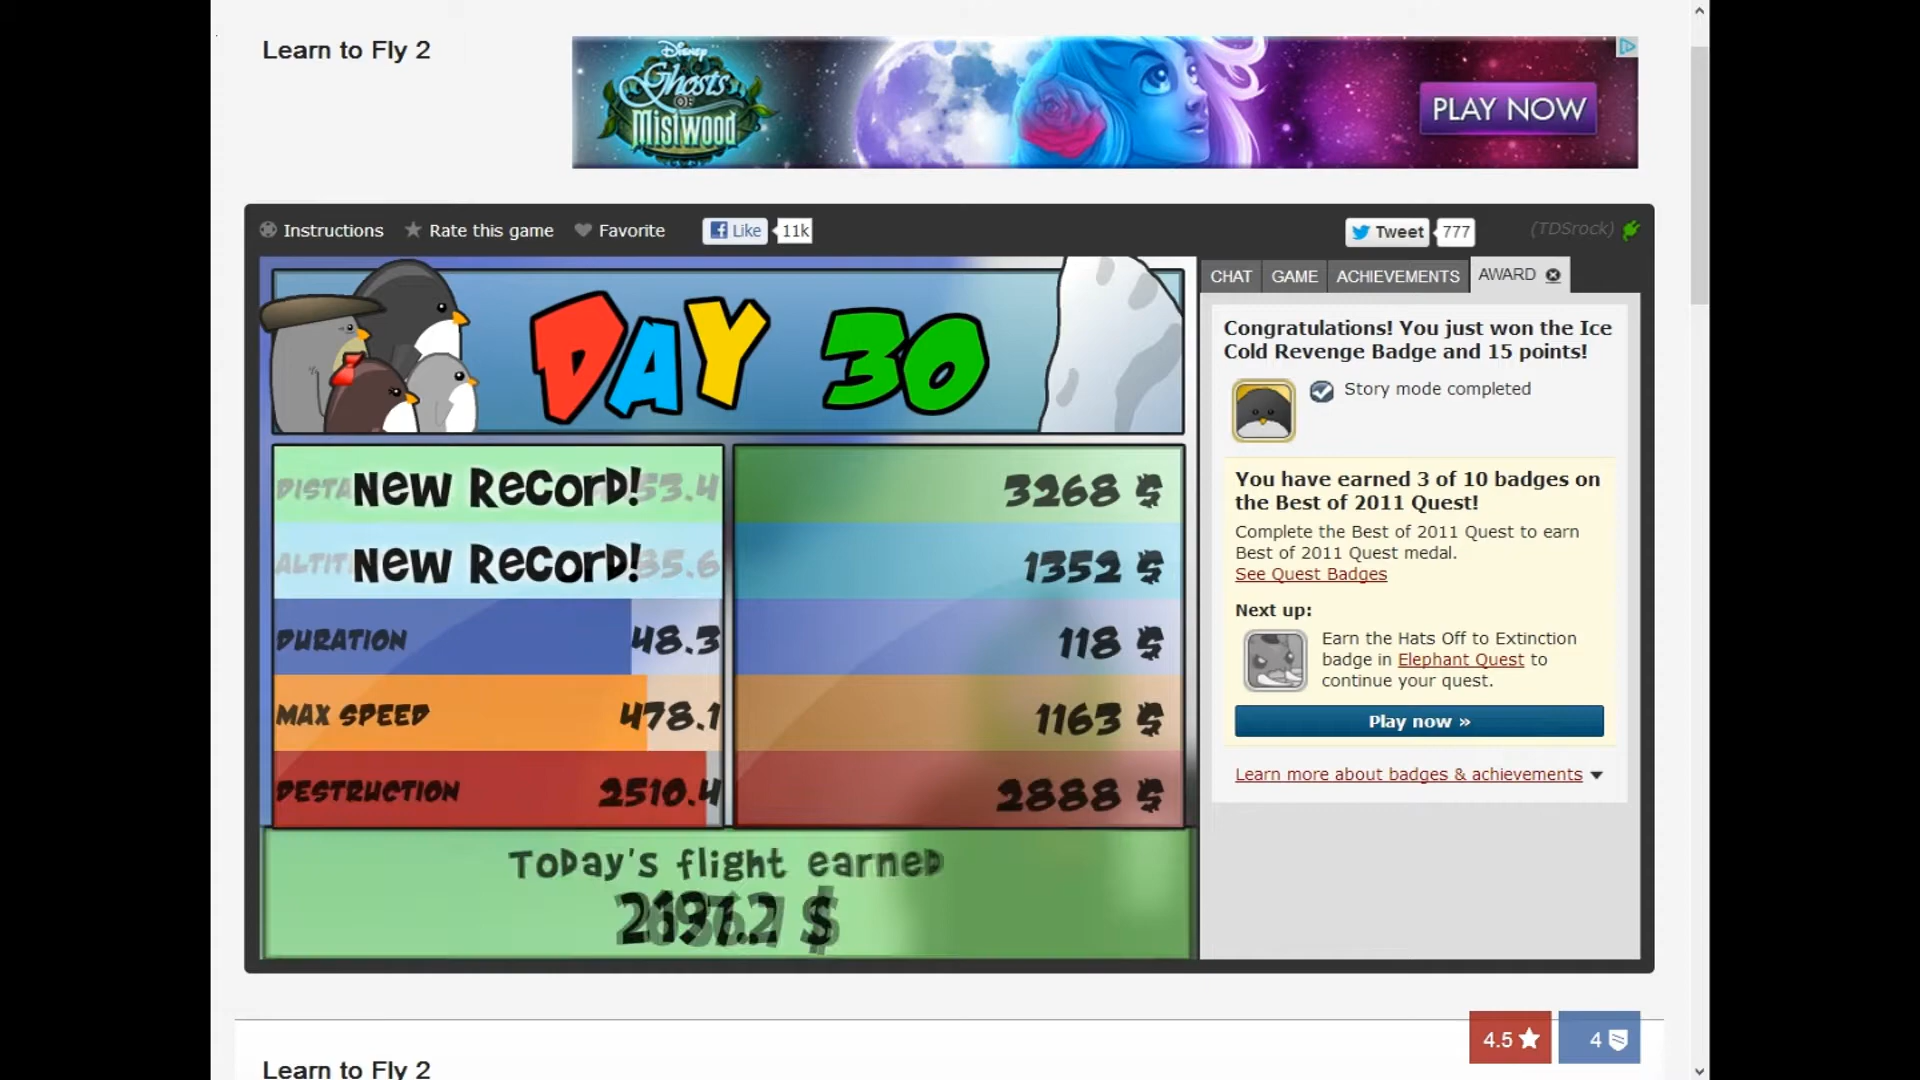 Learn to Fly 2
Disney
Ghosts
OF
Mistwood
PLAY NOW
Instructions
Rate this game
Favorite
Like
11k
Tweet
777
(TDSrock)
DAY 30
CHAT
GAME
ACHIEVEMENTS
AWARD
Congratulations! You just won the Ice
Cold Revenge Badge and 15 points!
Story mode completed
You have earned 3 of 10 badges on
the Best of 2011 Quest!
Complete the Best of 2011 Quest to earn
Best of 2011 Quest medal.
See Quest Badges
Next up:
Earn the Hats Off to Extinction
badge in Elephant Quest to
continue your quest.
Play now »
Learn more about badges & achievements
New Record!
3268 $
New Record!
1352 $
DURATION 48.3
118 $
MAX SPEED 478.1
1163 $
DESTRUCTION 2510.4
2888 $
Today's flight earned
4.5
4
Learn to Fly 2